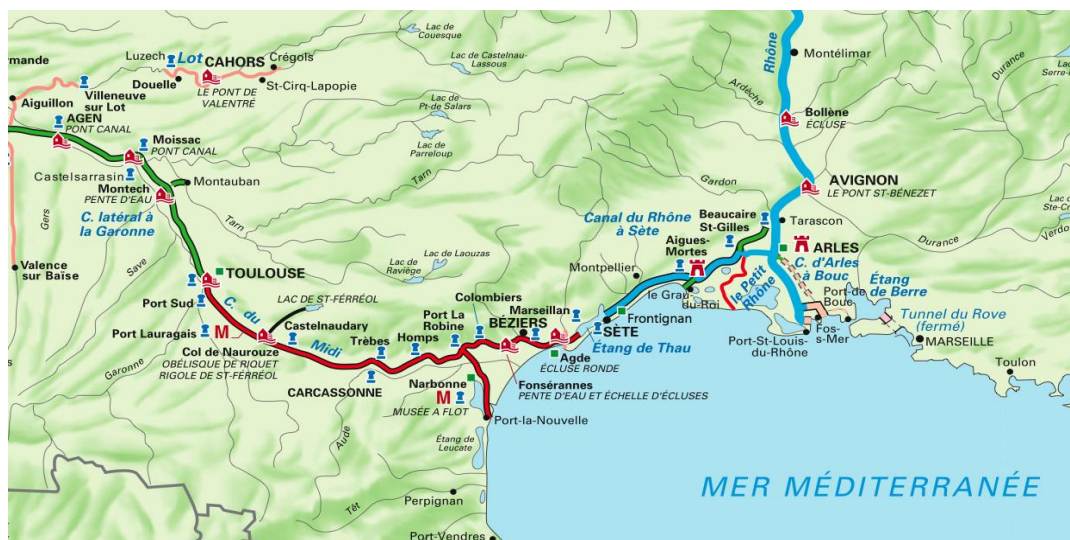 Lac de
Couesque
Luzech
Lot
Crégols
CAHORS
Lac de Castelnau-
Lassous
Montélimar
Rhône
Durance
Lac de
rmande
Douelle
St-Cirq-Lapopie
LE PONT DE
VALENTRÉ
Villeneuve
sur Lot
Aiguillon
AGEN
PONT CANAL
Lac de
Pt-de Salars
Ardèche
Bollène
ÉCLUSE
Moissac
PONT CANAL
Lac de
Parreloup
Castelsarrasin
Montauban
Tarn
Montech
PENTE D'EAU
Gardon
AVIGNON
LE PONT ST-BÉNEZET
Lac de
Gers
C. latéral à
la Garonne
Tarn
Canal du Rhône
à Sète
Beaucaire
St-Gilles
Tarascon
Durance
Aigues-
Mortes
ARLES
C. d'Arles
à Bouc
Valence
sur Baïse
Save
TOULOUSE
Lac de Laouzas
Lac de
Raviège
Montpellier
le Grau
du-Roi
le Petit
Rhône
Port-de
Bouc
Étang
de Berre
Port Sud
C. du
Midi
LAC DE ST-FÉRRÉOL
Colombiers
Marseillan
Frontignan
Tunnel du Rove
(fermé)
Port Lauragais
M
Castelnaudary
Port La
Robine
BÉZIERS
SÈTE
Port-St-Louis-
du-Rhône
Fos-
s-Mer
MARSEILLE
Trèbes
Homps
Étang de Thau
Garonne
Col de Naurouze
OBÉLISQUE DE RIQUET
RIGOLE DE ST-FÉRRÉOL
Agde
ÉCLUSE RONDE
Toulon
CARCASSONNE
Narbonne
M
MUSÉE A FLOT
Fonsérannes
PENTE D'EAU ET ÉCHELLE D'ÉCLUSES
Port-la-Nouvelle
Aude
Étang de
Leucate
MER MÉDITERRANÉE
Perpignan
Têt
Port-Vendres